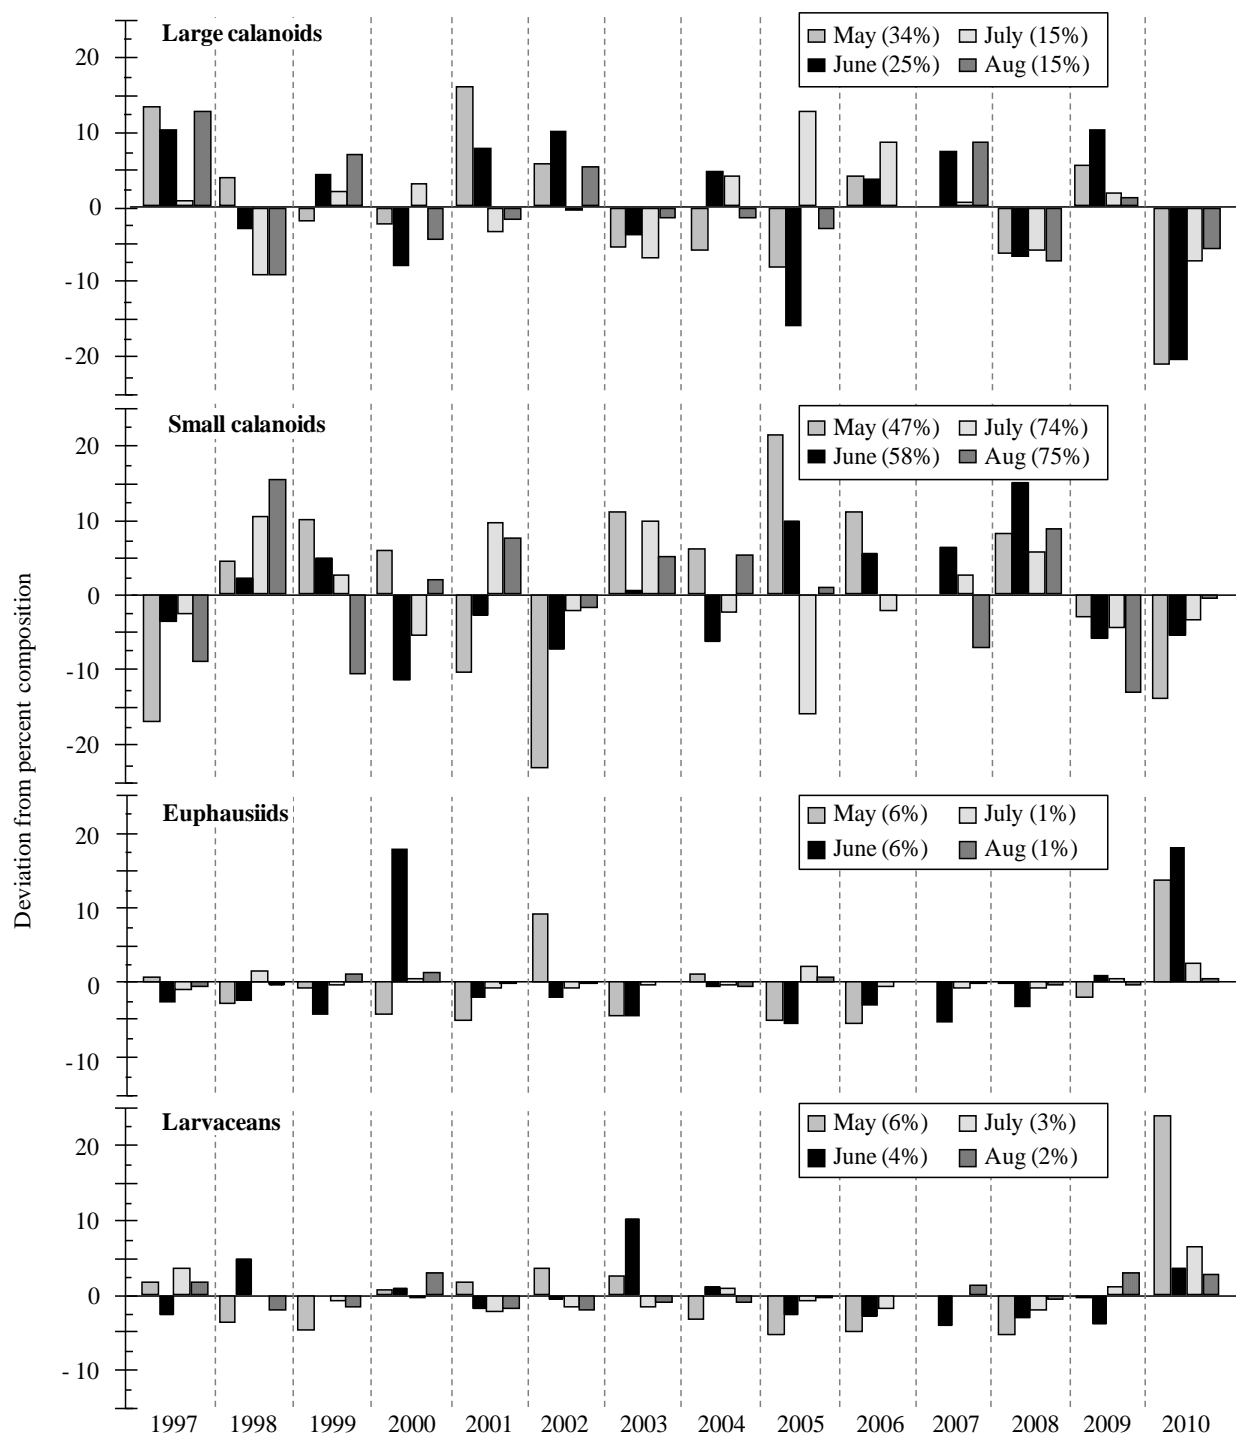 Large calanoids
May (34%) July (15%)
June (25%) Aug (15%)
20
10
0
-10
-20
Small calanoids
May (47%) July (74%)
June (58%) Aug (75%)
20
10
0
-10
-20
Deviation from percent composition
Euphausiids
May (6%) July (1%)
June (6%) Aug (1%)
20
10
0
-10
Larvaceans
May (6%) July (3%)
June (4%) Aug (2%)
20
10
0
- 10
1997 1998 1999 2000 2001 2002 2003 2004 2005 2006 2007 2008 2009 2010